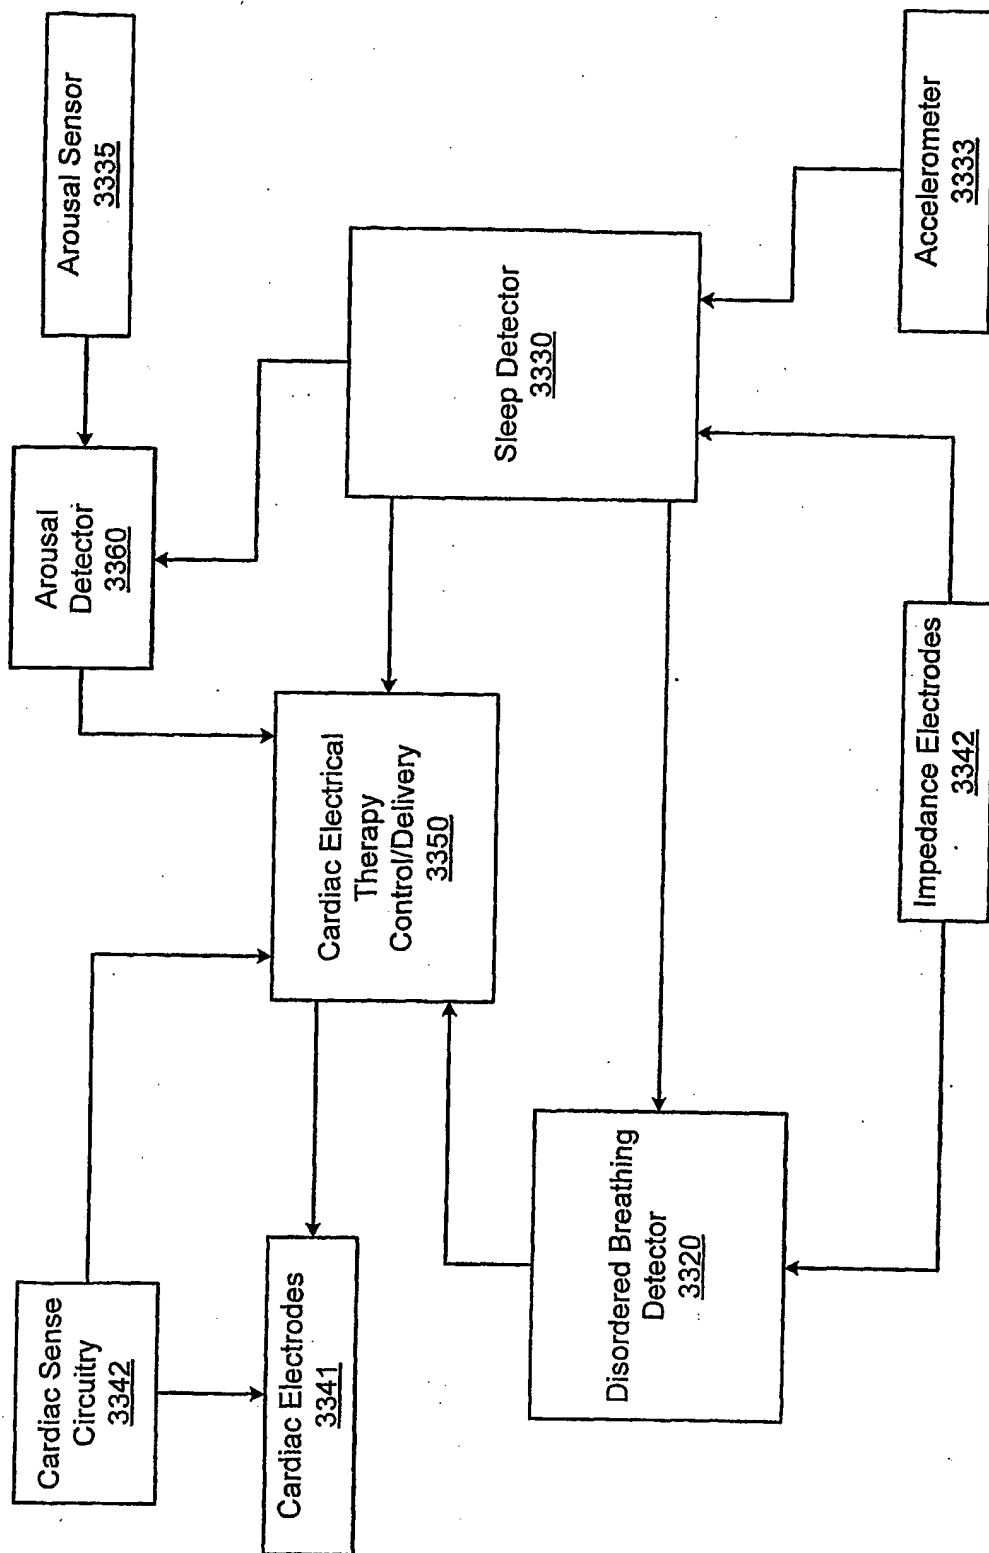 Cardiac Sense
Circuitry
3342
Arousal
Detector
3360
Arousal Sensor
3335
Cardiac Electrodes
3341
Cardiac Electrical
Therapy
Control/Delivery
3350
Sleep Detector
3330
Disordered Breathing
Detector
3320
Impedance Electrodes
3342
Accelerometer
3333